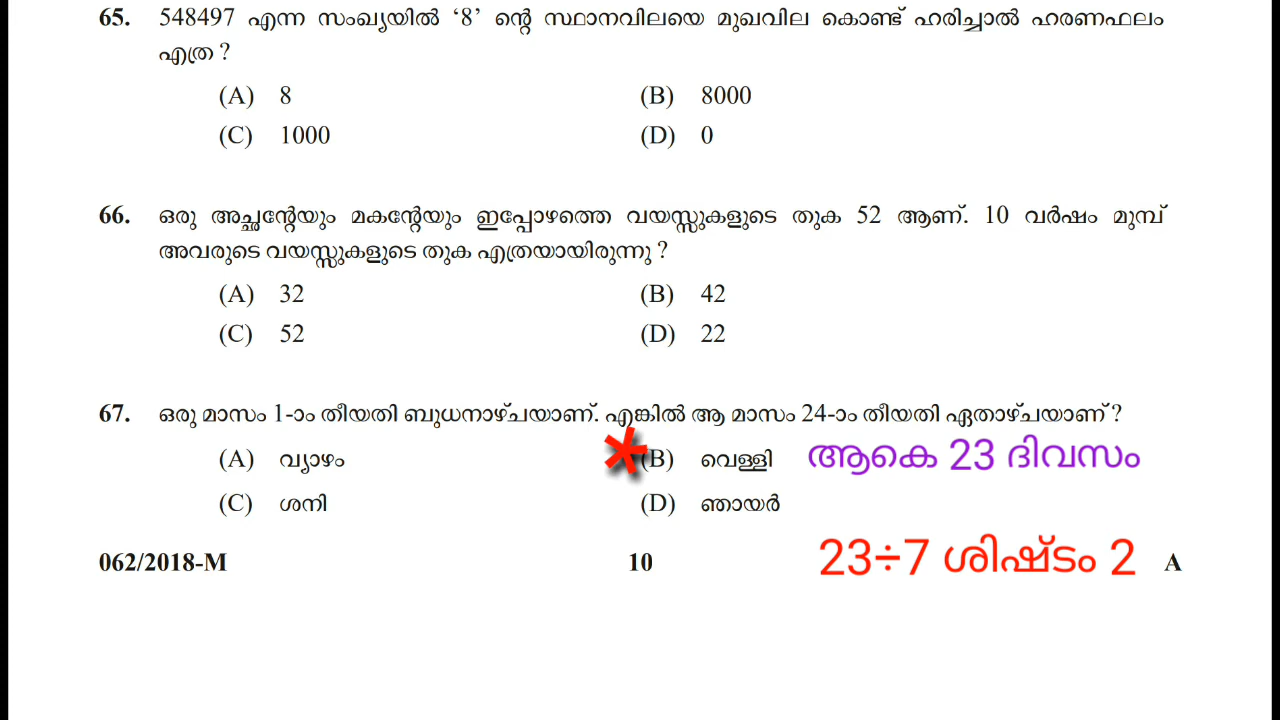 65. 548497 എന്ന സംഖ്യയിൽ ‘8’ ന്റെ സ്ഥാനവിലയെ മുഖവില കൊണ്ട് ഹരിച്ചാൽ ഹരണഫലം
എത്ര ?
(A) 8 (B) 8000
(C) 1000 (D) 0
66. ഒരു അച്ഛന്റേയും മകന്റേയും ഇപ്പോഴത്തെ വയസ്സുകളുടെ തുക 52 ആണ്. 10 വർഷം മുമ്പ്
അവരുടെ വയസ്സുകളുടെ തുക എത്രയായിരുന്നു ?
(A) 32 (B) 42
(C) 52 (D) 22
67. ഒരു മാസം 1-ാം തീയതി ബുധനാഴ്ചയാണ്. എങ്കിൽ ആ മാസം 24-ാം തീയതി ഏതാഴ്ചയാണ് ?
(A) വ്യാഴം *(B) വെള്ളി ആകെ 23 ദിവസം
(C) ശനി (D) ഞായർ
062/2018-M 10 23÷7 ശിഷ്ടം 2 A